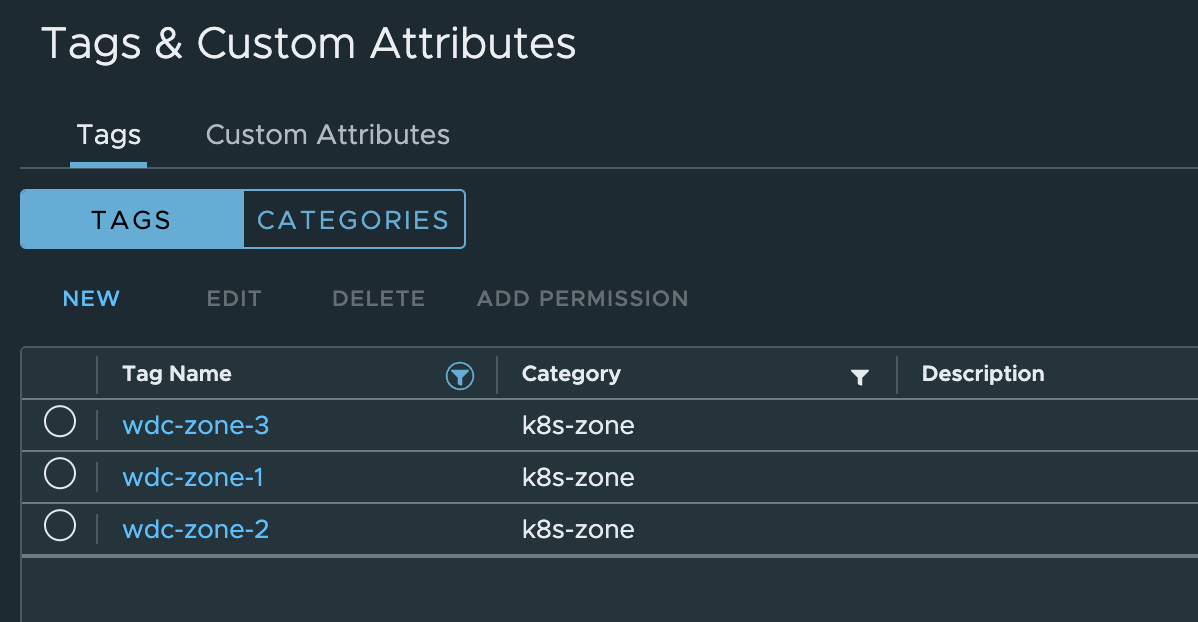 Tags & Custom Attributes
Tags Custom Attributes
TAGS CATEGORIES
NEW EDIT DELETE ADD PERMISSION
Tag Name Category Description
wdc-zone-3 k8s-zone
wdc-zone-1 k8s-zone
wdc-zone-2 k8s-zone